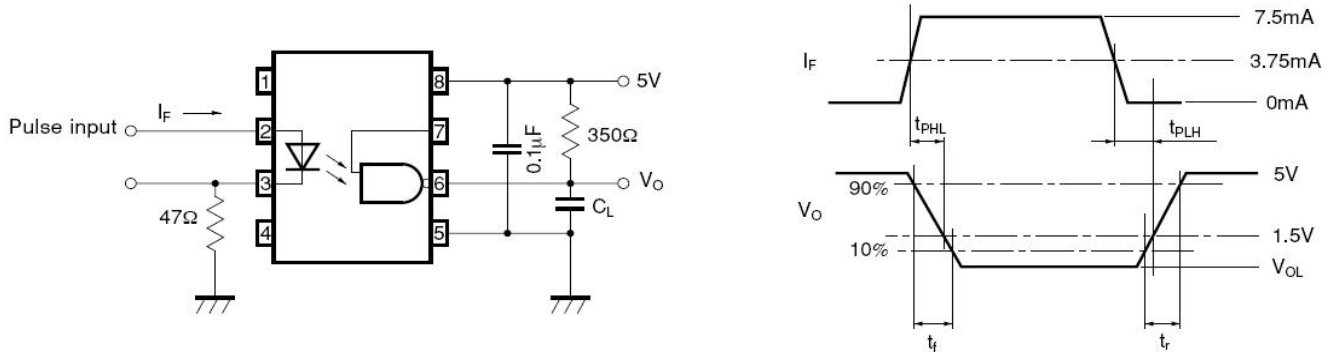 1
2
3
4
8
7
6
5
Pulse input
I_F
47Ω
0.1μF
350Ω
5V
V_O
C_L
I_F
7.5mA
3.75mA
0mA
t_PHL
t_PLH
V_O
90%
10%
5V
1.5V
V_OL
t_f
t_r